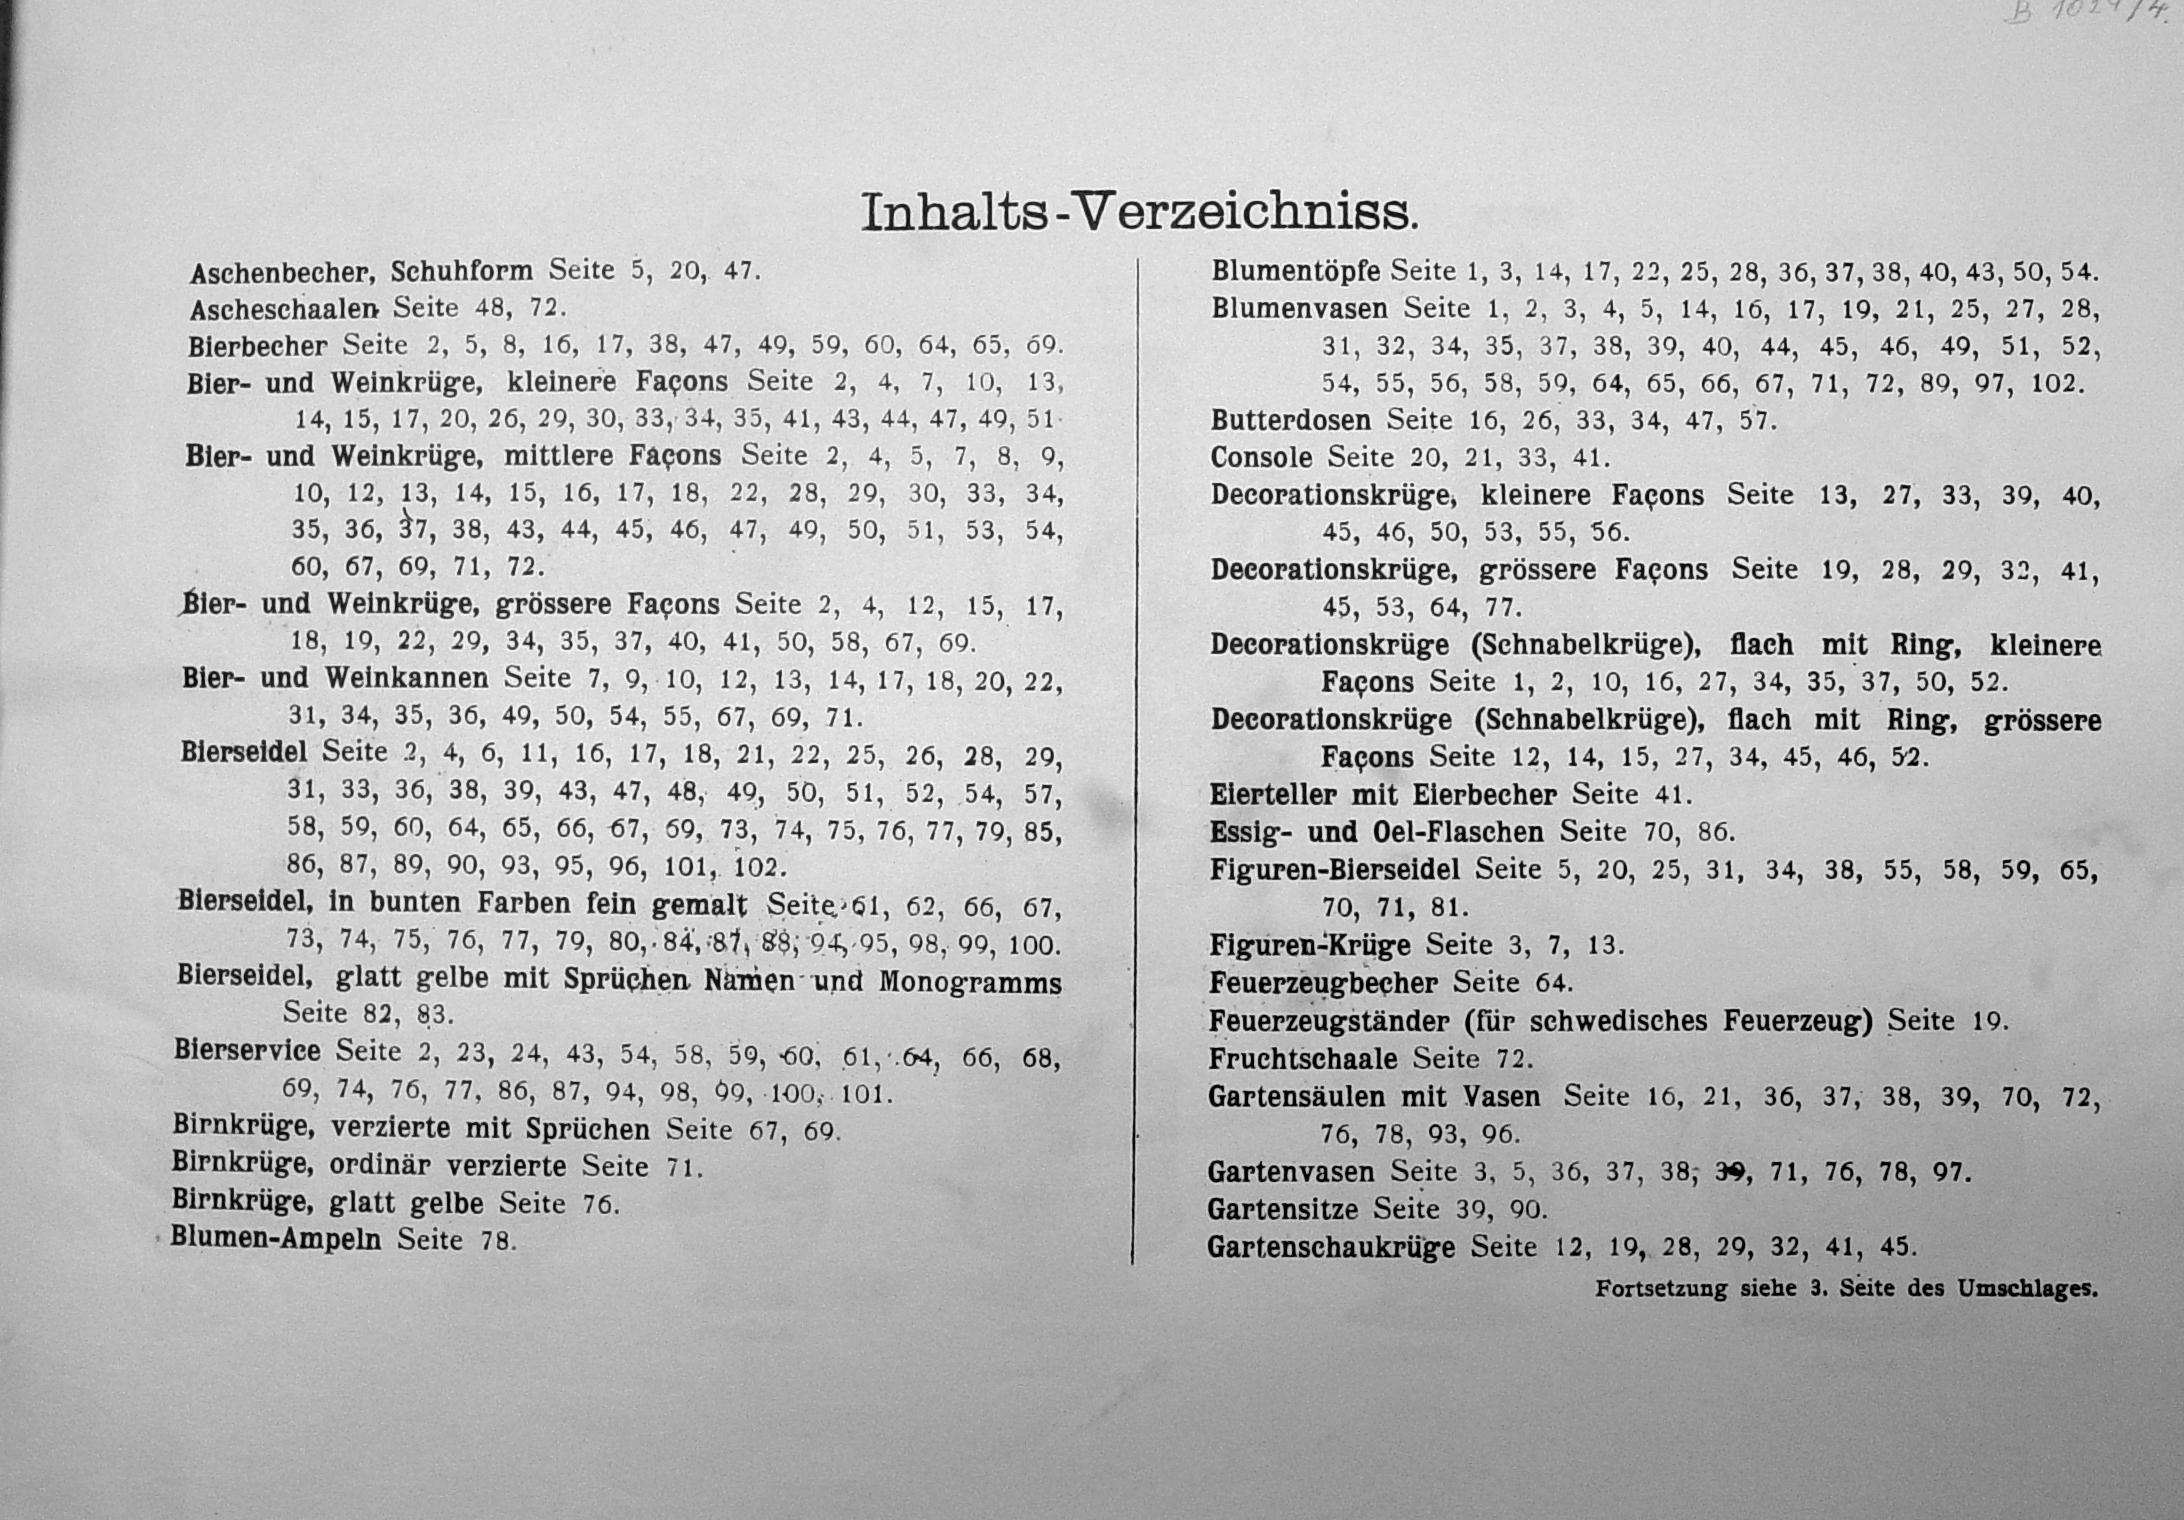 B 1024/4.
Inhalts-Verzeichniss.
Aschenbecher, Schuhform Seite 5, 20, 47.
Ascheschaalen Seite 48, 72.
Bierbecher Seite 2, 5, 8, 16, 17, 38, 47, 49, 59, 60, 64, 65, 69.
Bier- und Weinkrüge, kleinere Façons Seite 2, 4, 7, 10, 13,
14, 15, 17, 20, 26, 29, 30, 33, 34, 35, 41, 43, 44, 47, 49, 51.
Bier- und Weinkrüge, mittlere Façons Seite 2, 4, 5, 7, 8, 9,
10, 12, 13, 14, 15, 16, 17, 18, 22, 28, 29, 30, 33, 34,
35, 36, 37, 38, 43, 44, 45, 46, 47, 49, 50, 51, 53, 54,
60, 67, 69, 71, 72.
Bier- und Weinkrüge, grössere Façons Seite 2, 4, 12, 15, 17,
18, 19, 22, 29, 34, 35, 37, 40, 41, 50, 58, 67, 69.
Bier- und Weinkannen Seite 7, 9, 10, 12, 13, 14, 17, 18, 20, 22,
31, 34, 35, 36, 49, 50, 54, 55, 67, 69, 71.
Bierseidel Seite 2, 4, 6, 11, 16, 17, 18, 21, 22, 25, 26, 28, 29,
31, 33, 36, 38, 39, 43, 47, 48, 49, 50, 51, 52, 54, 57,
58, 59, 60, 64, 65, 66, 67, 69, 73, 74, 75, 76, 77, 79, 85,
86, 87, 89, 90, 93, 95, 96, 101, 102.
Bierseidel, in bunten Farben fein gemalt Seite 61, 62, 66, 67,
73, 74, 75, 76, 77, 79, 80, 84, 87, 88, 94, 95, 98, 99, 100.
Bierseidel, glatt gelbe mit Sprüchen Namen und Monogramms
Seite 82, 83.
Bierservice Seite 2, 23, 24, 43, 54, 58, 59, 60, 61, 64, 66, 68,
69, 74, 76, 77, 86, 87, 94, 98, 99, 100, 101.
Birnkrüge, verzierte mit Sprüchen Seite 67, 69.
Birnkrüge, ordinär verzierte Seite 71.
Birnkrüge, glatt gelbe Seite 76.
Blumen-Ampeln Seite 78.
Blumentöpfe Seite 1, 3, 14, 17, 22, 25, 28, 36, 37, 38, 40, 43, 50, 54.
Blumenvasen Seite 1, 2, 3, 4, 5, 14, 16, 17, 19, 21, 25, 27, 28,
31, 32, 34, 35, 37, 38, 39, 40, 44, 45, 46, 49, 51, 52,
54, 55, 56, 58, 59, 64, 65, 66, 67, 71, 72, 89, 97, 102.
Butterdosen Seite 16, 26, 33, 34, 47, 57.
Console Seite 20, 21, 33, 41.
Decorationskrüge, kleinere Façons Seite 13, 27, 33, 39, 40,
45, 46, 50, 53, 55, 56.
Decorationskrüge, grössere Façons Seite 19, 28, 29, 32, 41,
45, 53, 64, 77.
Decorationskrüge (Schnabelkrüge), flach mit Ring, kleinere
Façons Seite 1, 2, 10, 16, 27, 34, 35, 37, 50, 52.
Decorationskrüge (Schnabelkrüge), flach mit Ring, grössere
Façons Seite 12, 14, 15, 27, 34, 45, 46, 52.
Eierteller mit Eierbecher Seite 41.
Essig- und Oel-Flaschen Seite 70, 86.
Figuren-Bierseidel Seite 5, 20, 25, 31, 34, 38, 55, 58, 59, 65,
70, 71, 81.
Figuren-Krüge Seite 3, 7, 13.
Feuerzeugbecher Seite 64.
Feuerzeugständer (für schwedisches Feuerzeug) Seite 19.
Fruchtschaale Seite 72.
Gartensäulen mit Vasen Seite 16, 21, 36, 37, 38, 39, 70, 72,
76, 78, 93, 96.
Gartenvasen Seite 3, 5, 36, 37, 38, 39, 71, 76, 78, 97.
Gartensitze Seite 39, 90.
Gartenschaukrüge Seite 12, 19, 28, 29, 32, 41, 45.
Fortsetzung siehe 3. Seite des Umschlages.